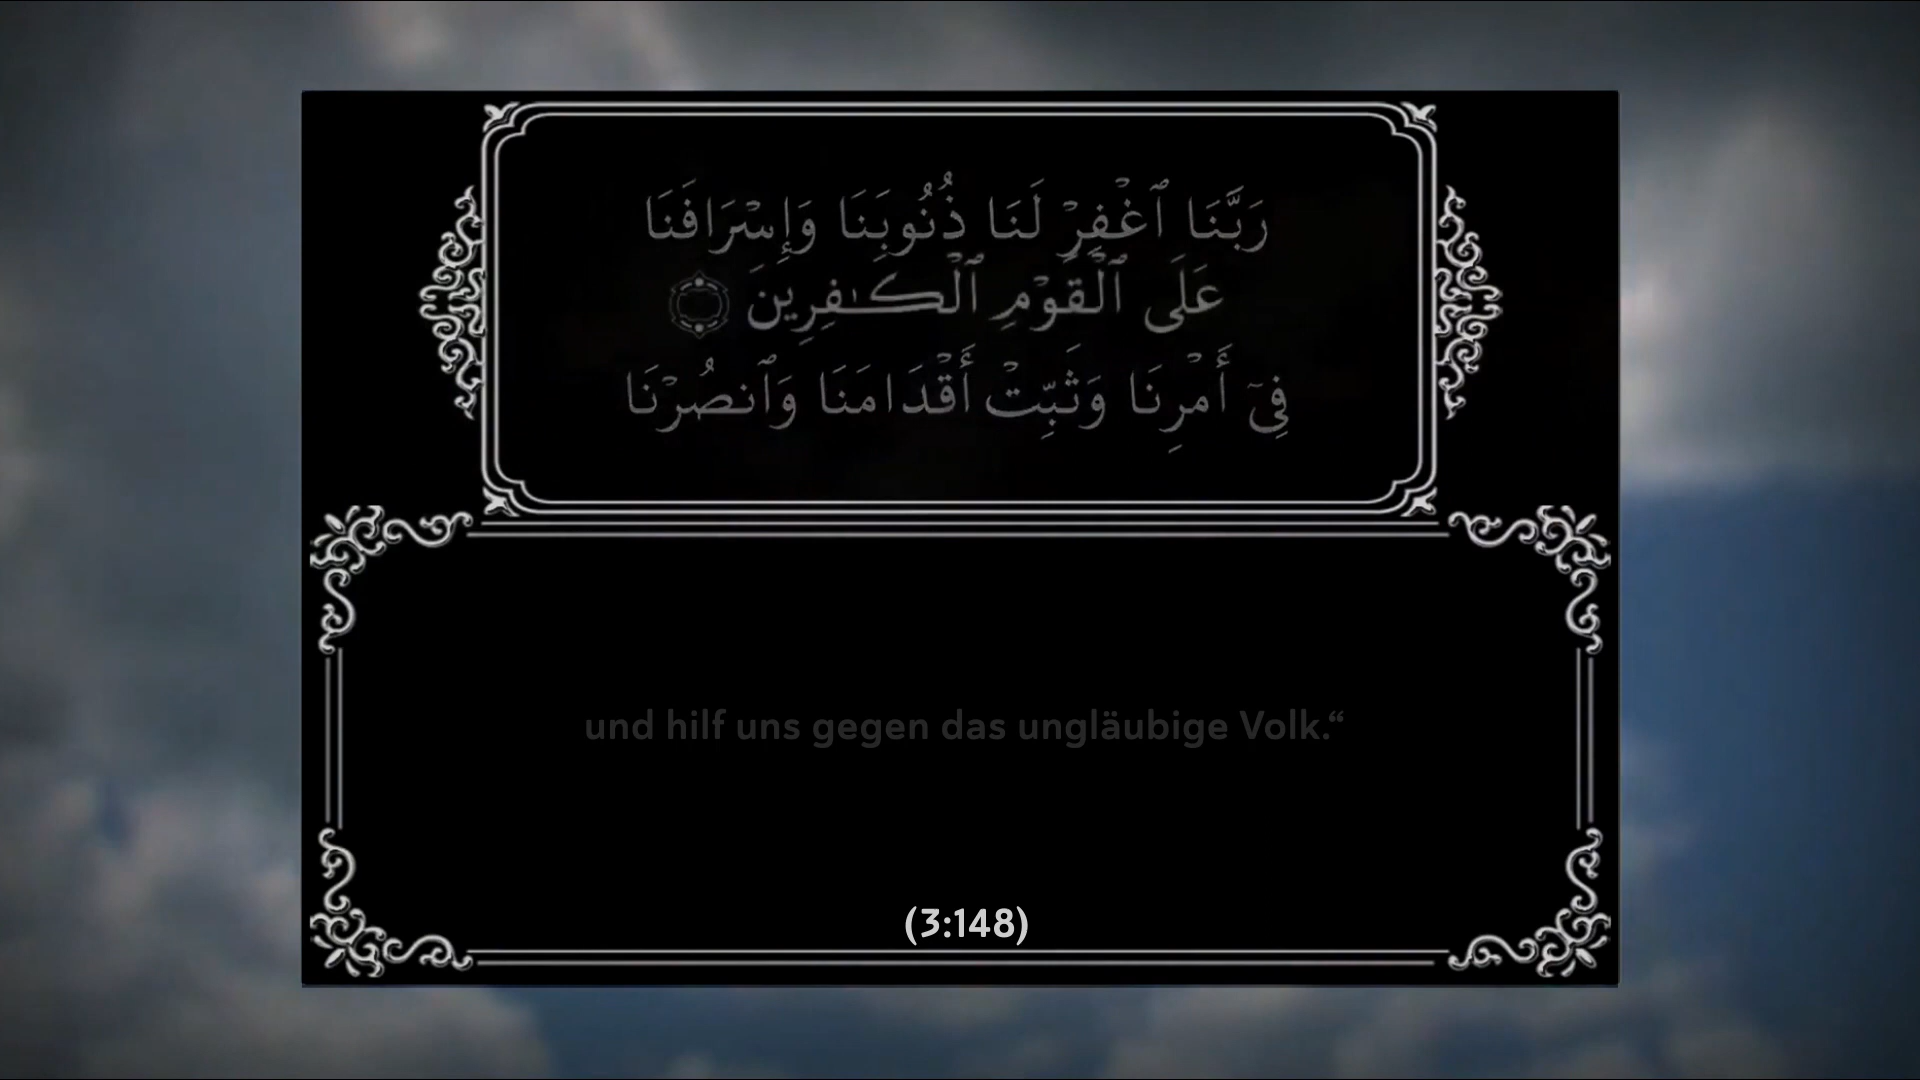 رَبَّنَا ٱغْفِرْ لَنَا ذُنُوبَنَا وَإِسْرَافَنَا
عَلَى ٱلْقَوْمِ ٱلْكَـٰفِرِينَ
فِىٓ أَمْرِنَا وَثَبِّتْ أَقْدَامَنَا وَٱنصُرْنَا
und hilf uns gegen das ungläubige Volk.“
(3:148)